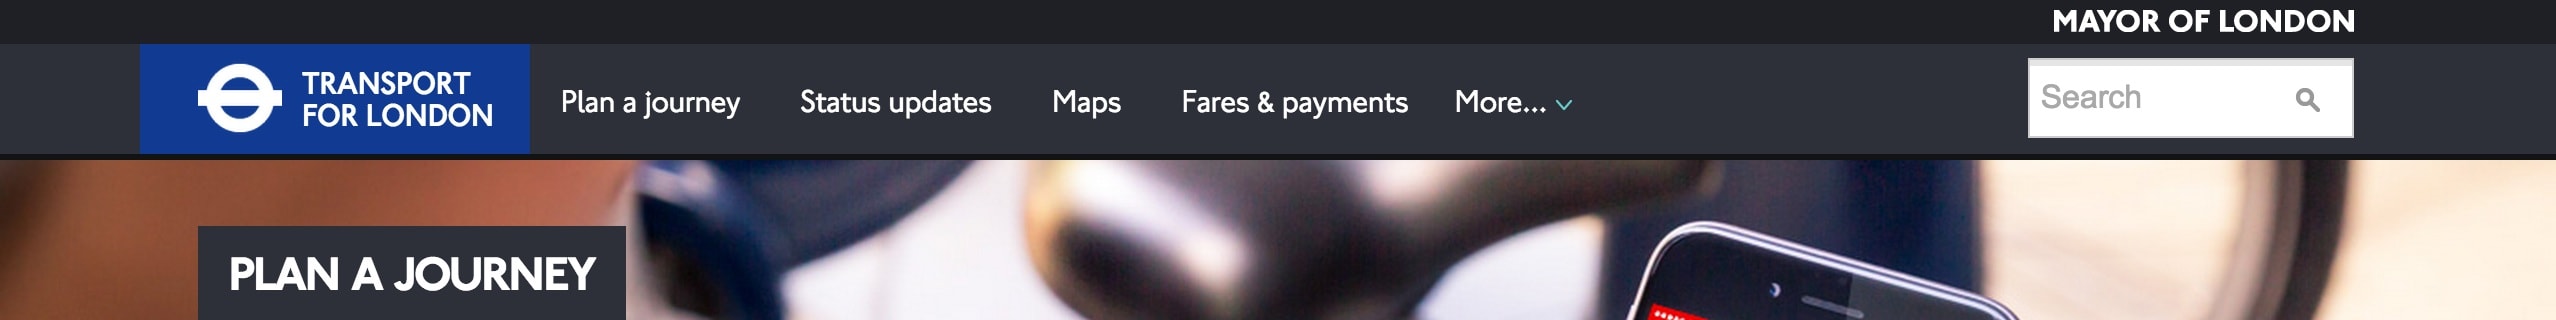 MAYOR OF LONDON
TRANSPORT
FOR LONDON
Plan a journey
Status updates
Maps
Fares & payments
More...
Search
PLAN A JOURNEY